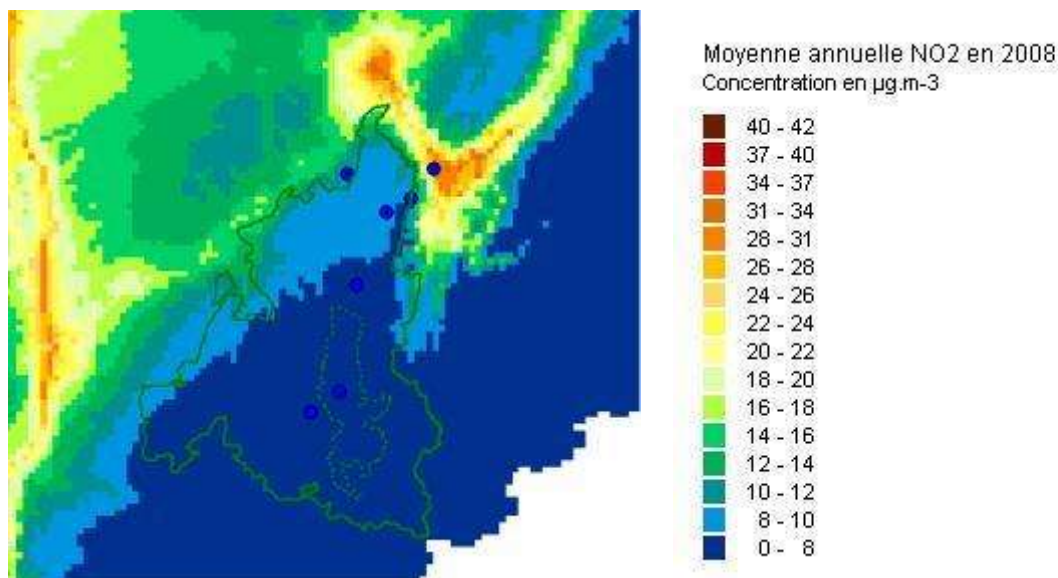 Moyenne annuelle NO2 en 2008
Concentration en µg.m-3
40 - 42
37 - 40
34 - 37
31 - 34
28 - 31
26 - 28
24 - 26
22 - 24
20 - 22
18 - 20
16 - 18
14 - 16
12 - 14
10 - 12
8 - 10
0 - 8